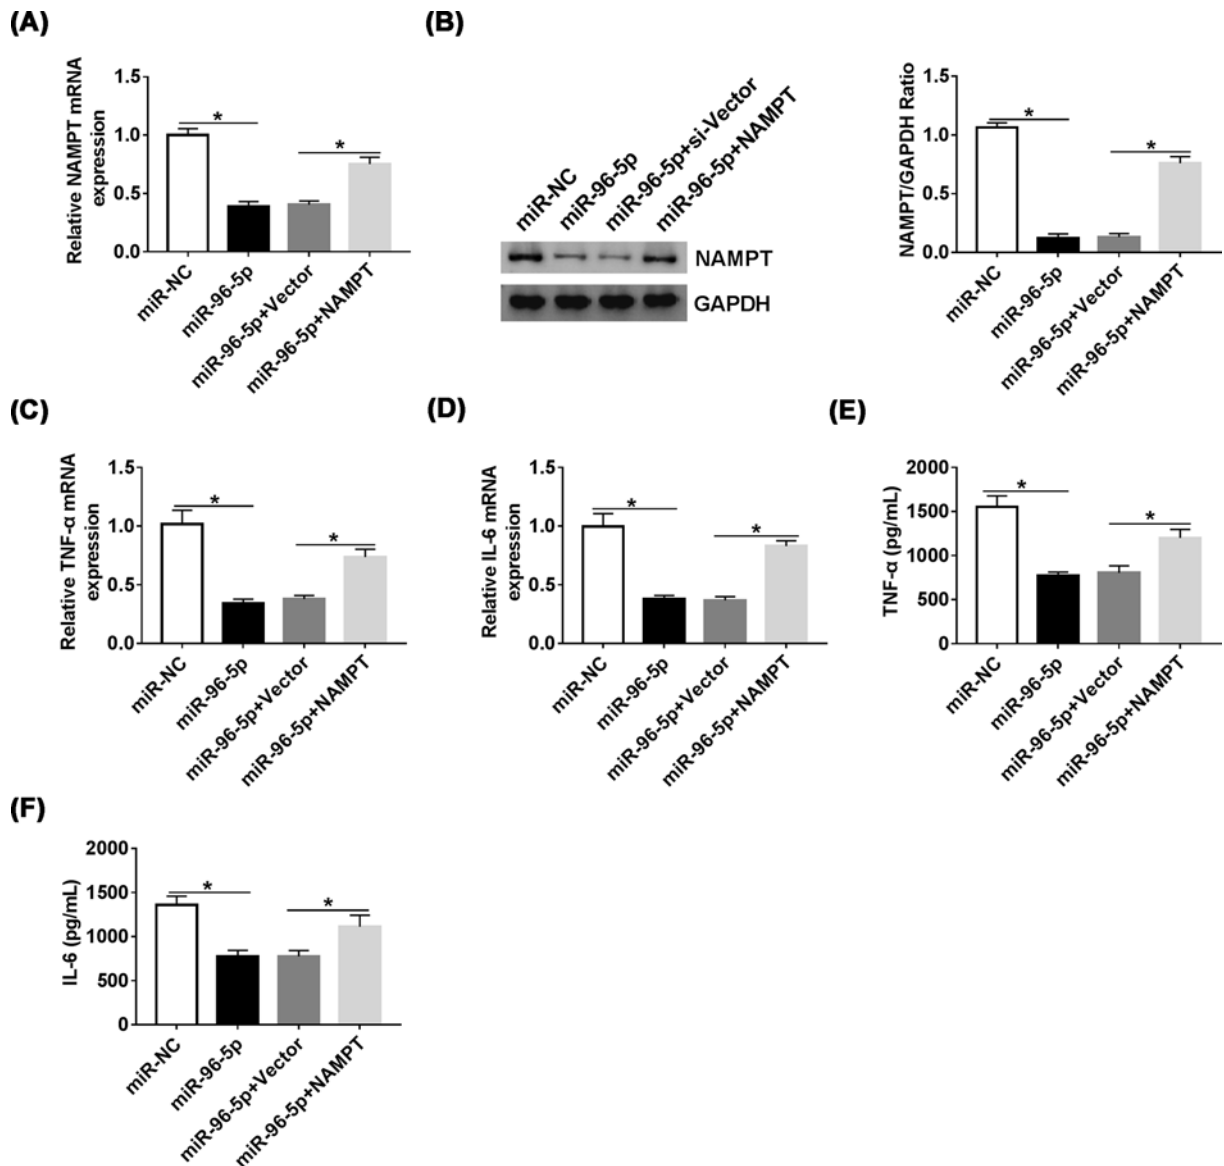 (A)
Relative NAMPT mRNA
expression
1.5
1.0
0.5
0.0
*
*
miR-NC
miR-96-5p
miR-96-5p+Vector
miR-96-5p+NAMPT
(B)
miR-NC
miR-96-5p
miR-96-5p+si-Vector
miR-96-5p+NAMPT
NAMPT
GAPDH
NAMPT/GAPDH Ratio
1.5
1.0
0.5
0.0
*
*
miR-NC
miR-96-5p
miR-96-5p+Vector
miR-96-5p+NAMPT
(C)
Relative TNF-α mRNA
expression
1.5
1.0
0.5
0.0
*
*
miR-NC
miR-96-5p
miR-96-5p+Vector
miR-96-5p+NAMPT
(D)
Relative IL-6 mRNA
expression
1.5
1.0
0.5
0.0
*
*
miR-NC
miR-96-5p
miR-96-5p+Vector
miR-96-5p+NAMPT
(E)
TNF-α (pg/mL)
2000
1500
1000
500
0
*
*
miR-NC
miR-96-5p
miR-96-5p+Vector
miR-96-5p+NAMPT
(F)
IL-6 (pg/mL)
2000
1500
1000
500
0
*
*
miR-NC
miR-96-5p
miR-96-5p+Vector
miR-96-5p+NAMPT